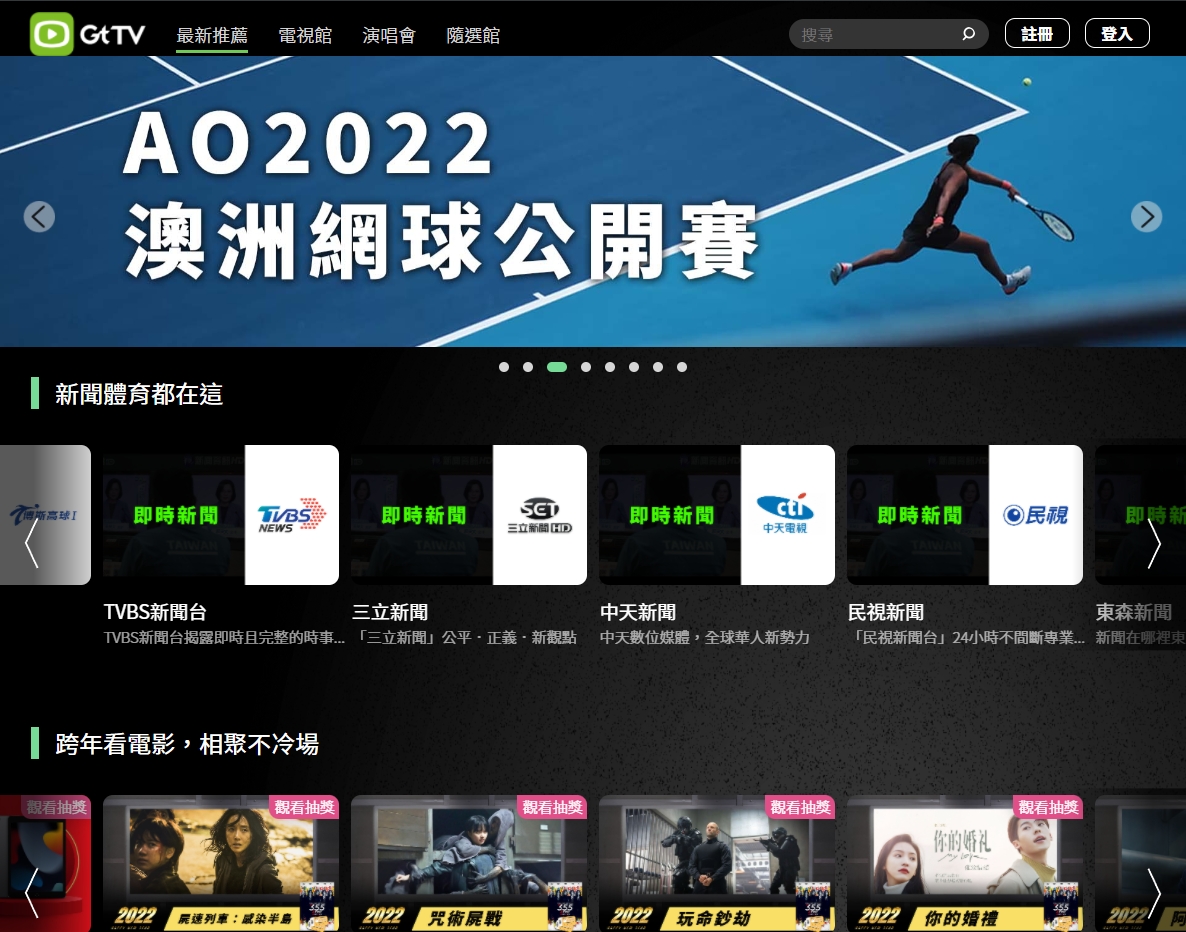 GtTV
最新推薦
電視館
演唱會
隨選館
搜尋
註冊
登入
AO2022
澳洲網球公開賽
新聞體育都在這
博斯高球1
即時新聞
TVBS
NEWS
即時新聞
SET
三立新聞HD
即時新聞
cti
中天電視
即時新聞
民視
即時新
TVBS新聞台
三立新聞
中天新聞
民視新聞
東森新聞
TVBS新聞台揭露即時且完整的時事...
「三立新聞」公平．正義．新觀點
中天數位媒體，全球華人新勢力
「民視新聞台」24小時不間斷專業...
新聞在哪裡東
跨年看電影，相聚不冷場
觀看抽獎
觀看抽獎
觀看抽獎
觀看抽獎
觀看抽獎
你的婚礼
2022
屍速列車：感染半島
2022
咒術屍戰
2022
玩命鈔劫
2022
你的婚禮
2022